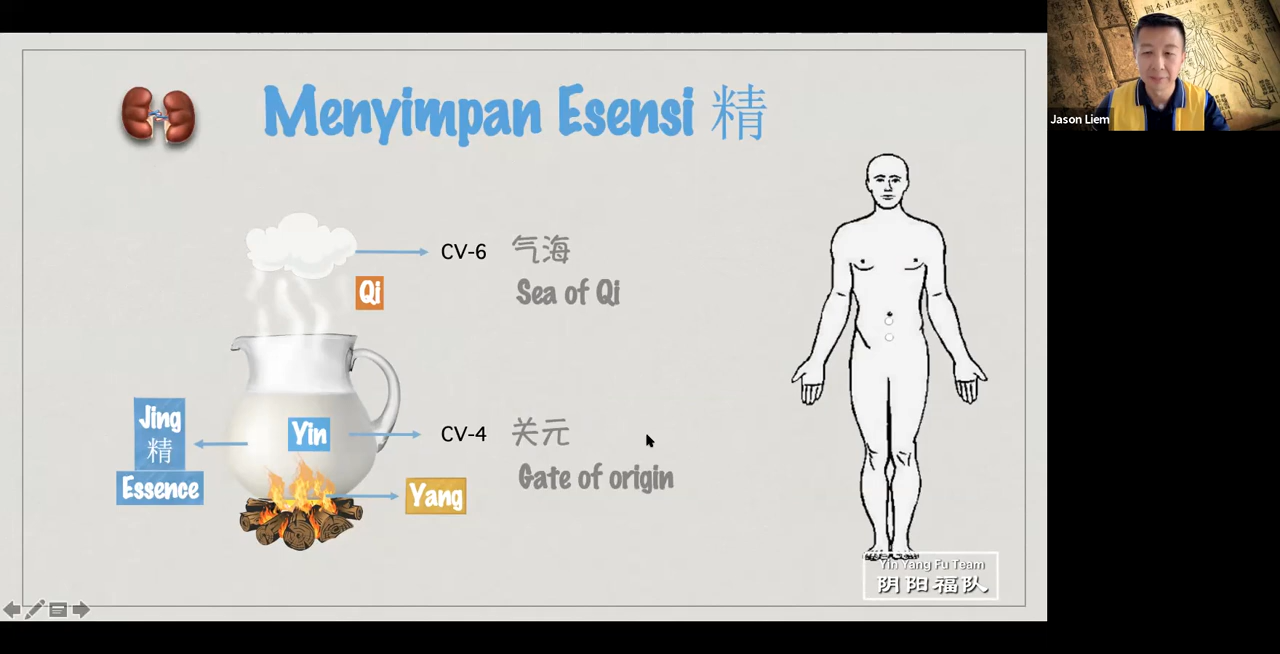 Menyimpan Esensi 精
CV-6 气海
Qi
Sea of Qi
Jing
精
Essence
Yin
CV-4 关元
Gate of origin
Yang
Yin Yang Fu Team
阴阳福队
Jason Liem